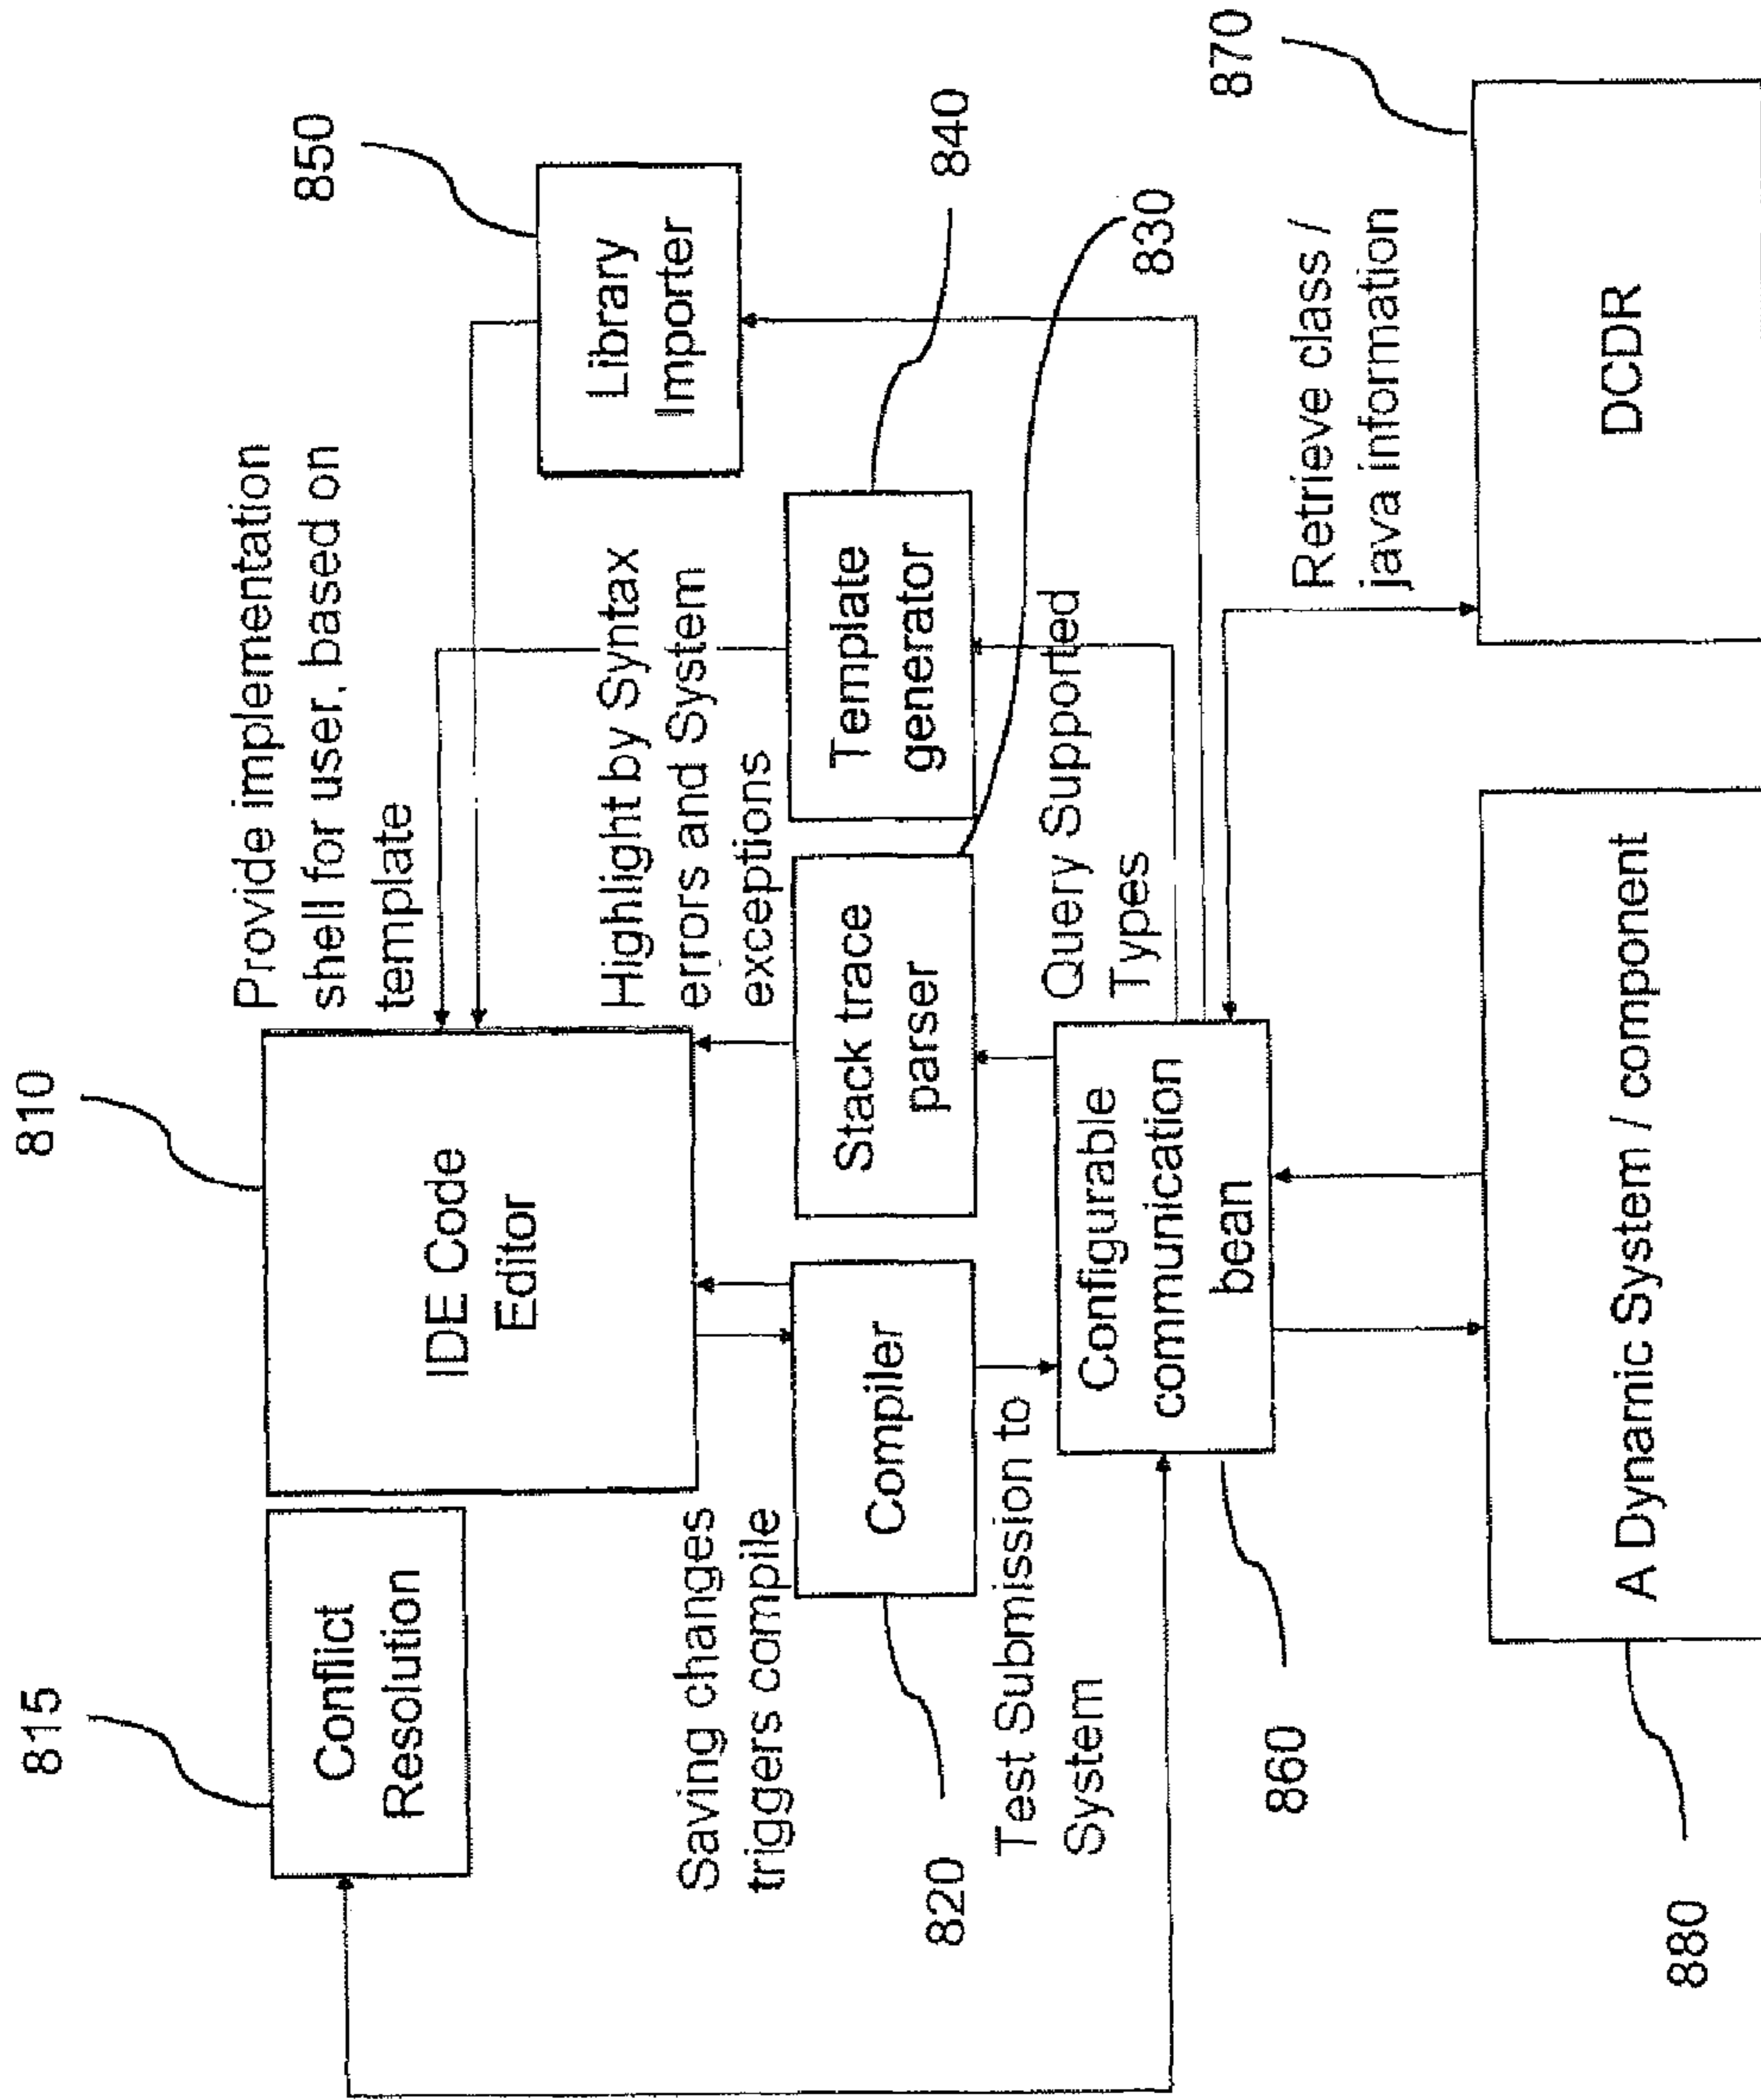 815
810
850
840
830
870
820
860
880
Conflict
Resolution
IDE Code
Editor
Provide implementation
shell for user, based on
template
Library
Importer
Saving changes
triggers compile
Highlight by Syntax
errors and System
exceptions
Compiler
Stack trace
parser
Template
generator
Test Submission to
System
Query Supported
Types
Configurable
communication
bean
Retrieve class /
java information
A Dynamic System / component
DCDR